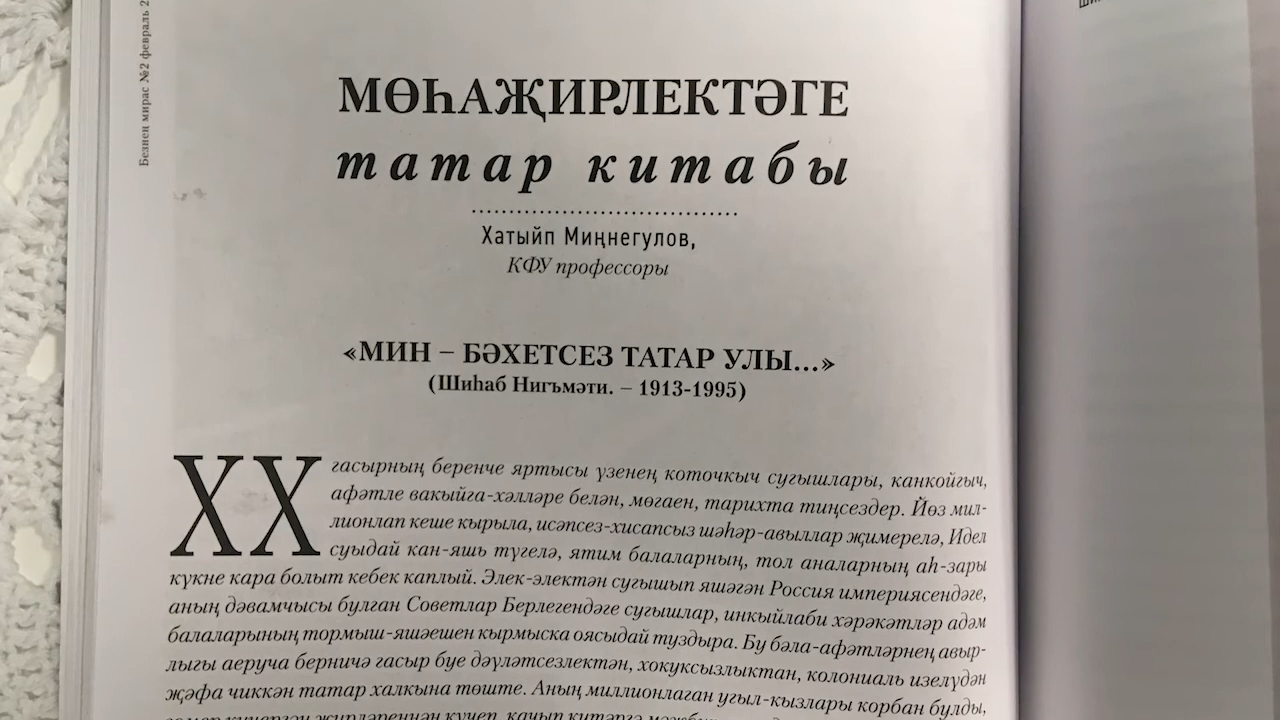 Безнең мирас №2 февраль 2
МӨҺАҖИРЛЕКТӘГЕ
татар китабы
Хатыйп Миңнегулов,
КФУ профессоры
«МИН – БӘХЕТСЕЗ ТАТАР УЛЫ...»
(Шиһаб Нигъмәти. – 1913-1995)
XX гасырның беренче яртысы үзенең коточкыч сугышлары, канкойгыч,
афәтле вакыйга-хәлләре белән, мөгаен, тарихта тиңсездер. Йөз мил-
лионлап кеше кырыла, исәпсез-хисапсыз шәһәр-авыллар җимерелә, Идел
суыдай кан-яшь түгелә, ятим балаларның, тол аналарның аһ-зары
күкне кара болыт кебек каплый. Элек-электән сугышып яшәгән Россия империясендәге,
аның дәвамчысы булган Советлар Берлегендәге сугышлар, инкыйлаби хәрәкәтләр адәм
балаларының тормыш-яшәешен кырмыска оясыдай туздыра. Бу бәла-афәтләрнең авыр-
лыгы аеруча берничә гасыр буе дәүләтсезлектән, хокуксызлыктан, колониаль изелүдән
җәфа чиккән татар халкына төште. Аның миллионлаган угыл-кызлары корбан булды,
күчеп, качып китәргә